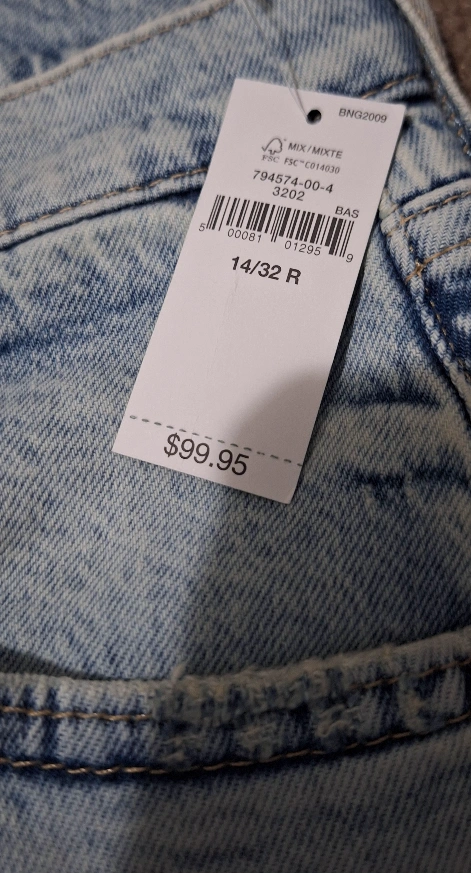 BNG2009
MIX / MIXTE
FSC FSC™ C014030
794574-00-4
3202
BAS
5 00081 01295 9
14/32 R
$99.95